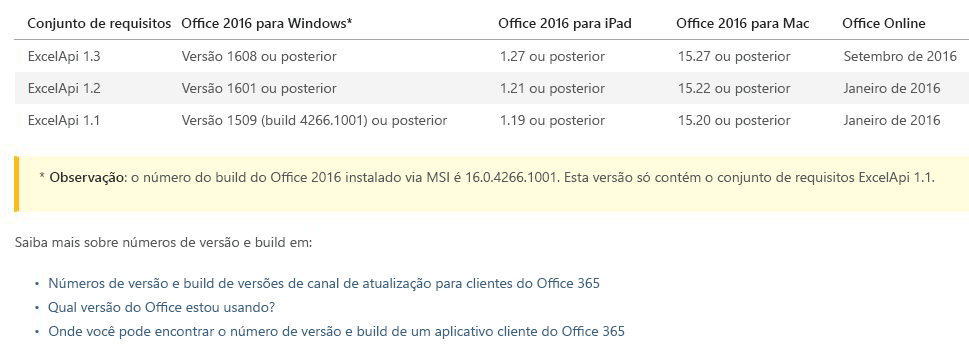 Conjunto de requisitos Office 2016 para Windows* Office 2016 para iPad Office 2016 para Mac Office Online
ExcelApi 1.3 Versão 1608 ou posterior 1.27 ou posterior 15.27 ou posterior Setembro de 2016
ExcelApi 1.2 Versão 1601 ou posterior 1.21 ou posterior 15.22 ou posterior Janeiro de 2016
ExcelApi 1.1 Versão 1509 (build 4266.1001) ou posterior 1.19 ou posterior 15.20 ou posterior Janeiro de 2016
* Observação: o número do build do Office 2016 instalado via MSI é 16.0.4266.1001. Esta versão só contém o conjunto de requisitos ExcelApi 1.1.
Saiba mais sobre números de versão e build em:
• Números de versão e build de versões de canal de atualização para clientes do Office 365
• Qual versão do Office estou usando?
• Onde você pode encontrar o número de versão e build de um aplicativo cliente do Office 365